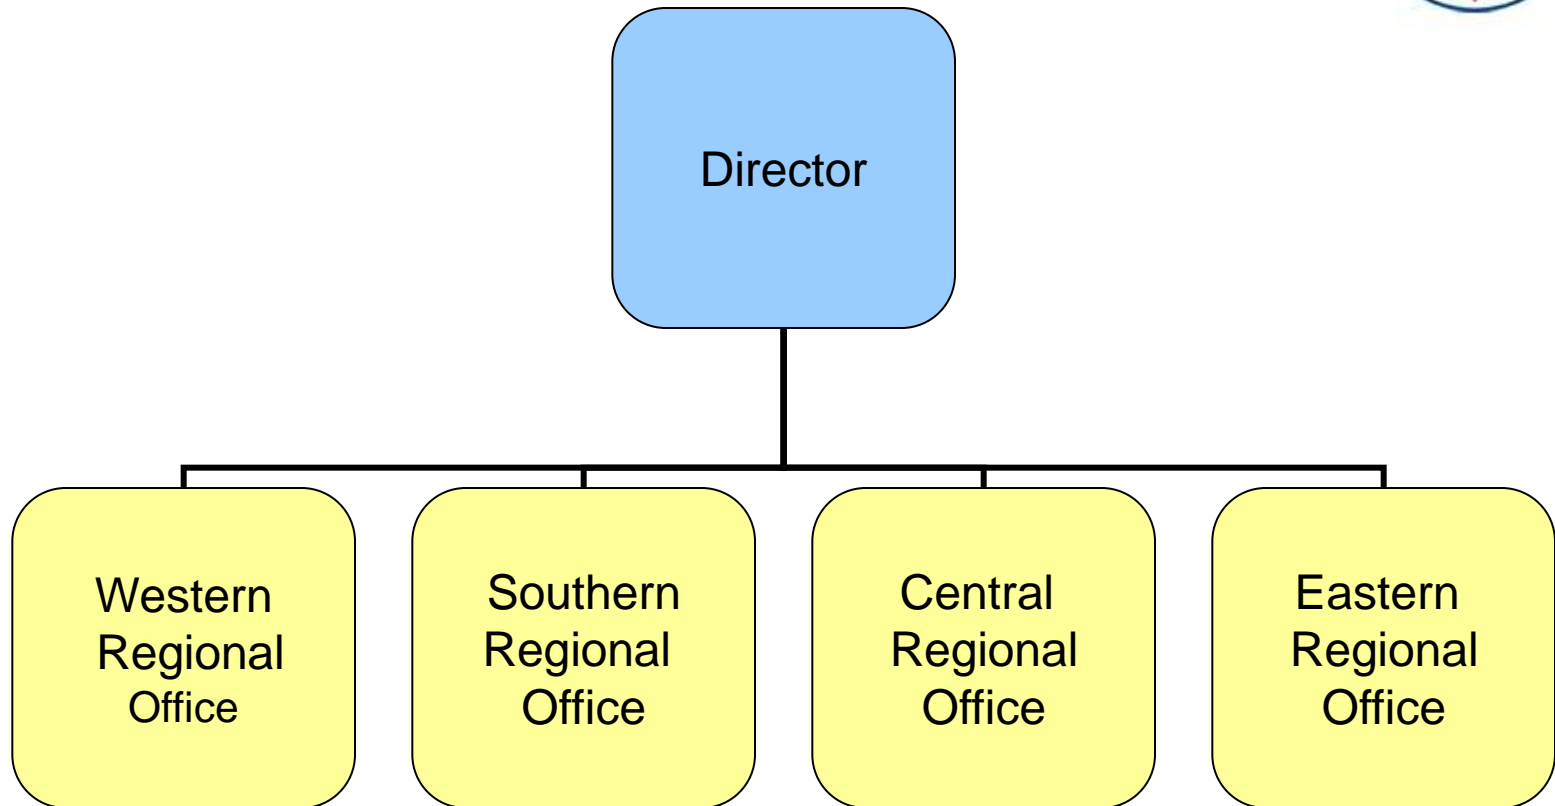 Director
Western
Regional
Office
Southern
Regional
Office
Central
Regional
Office
Eastern
Regional
Office